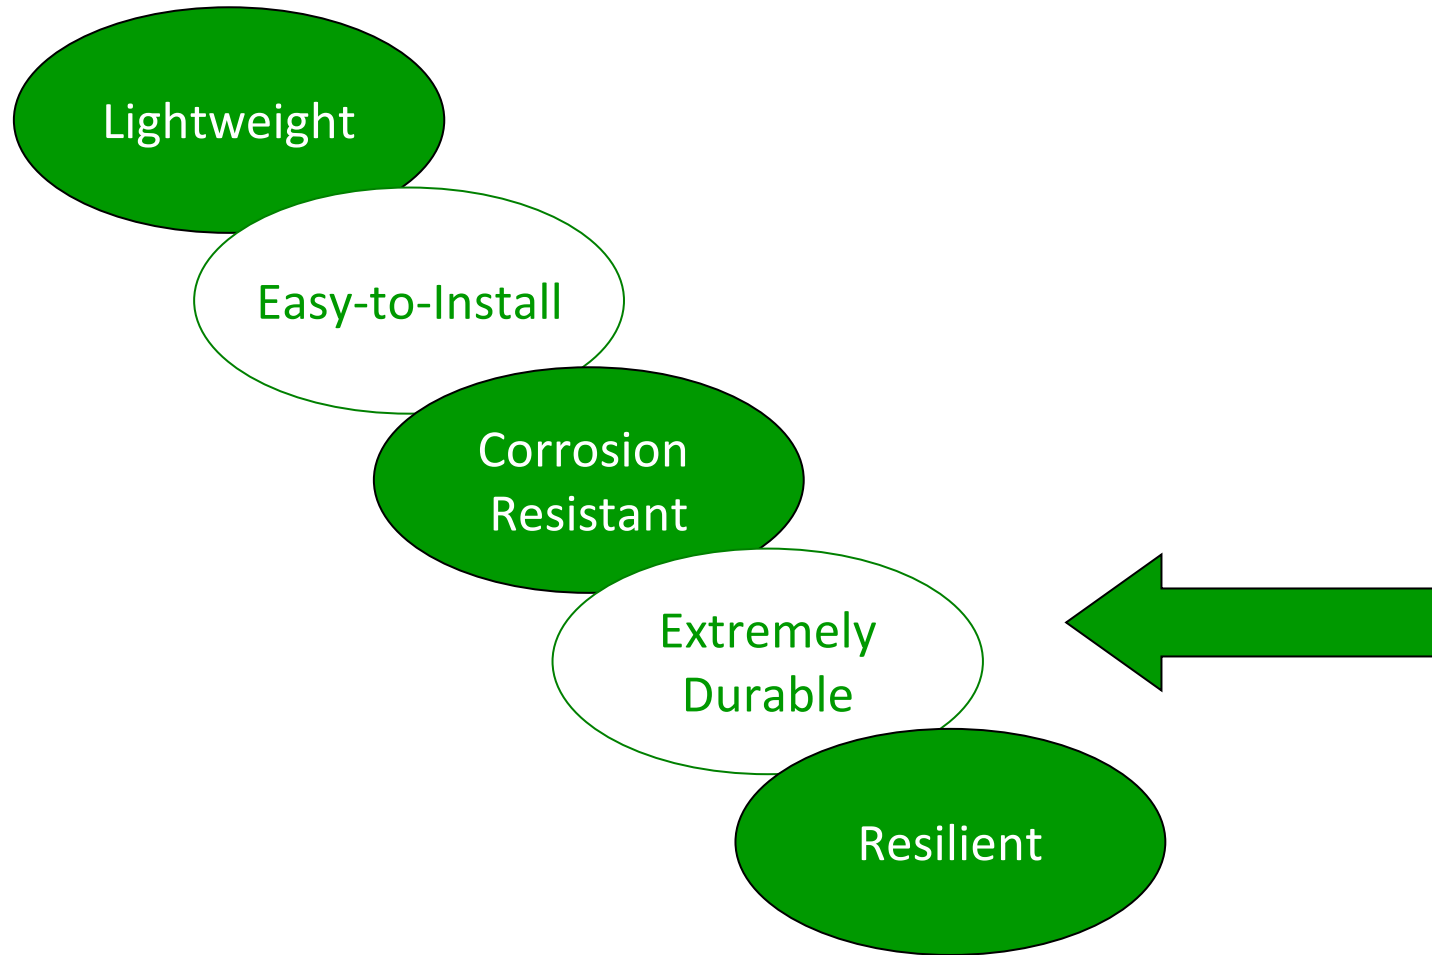 Lightweight
Easy-to-Install
Corrosion
Resistant
Extremely
Durable
Resilient